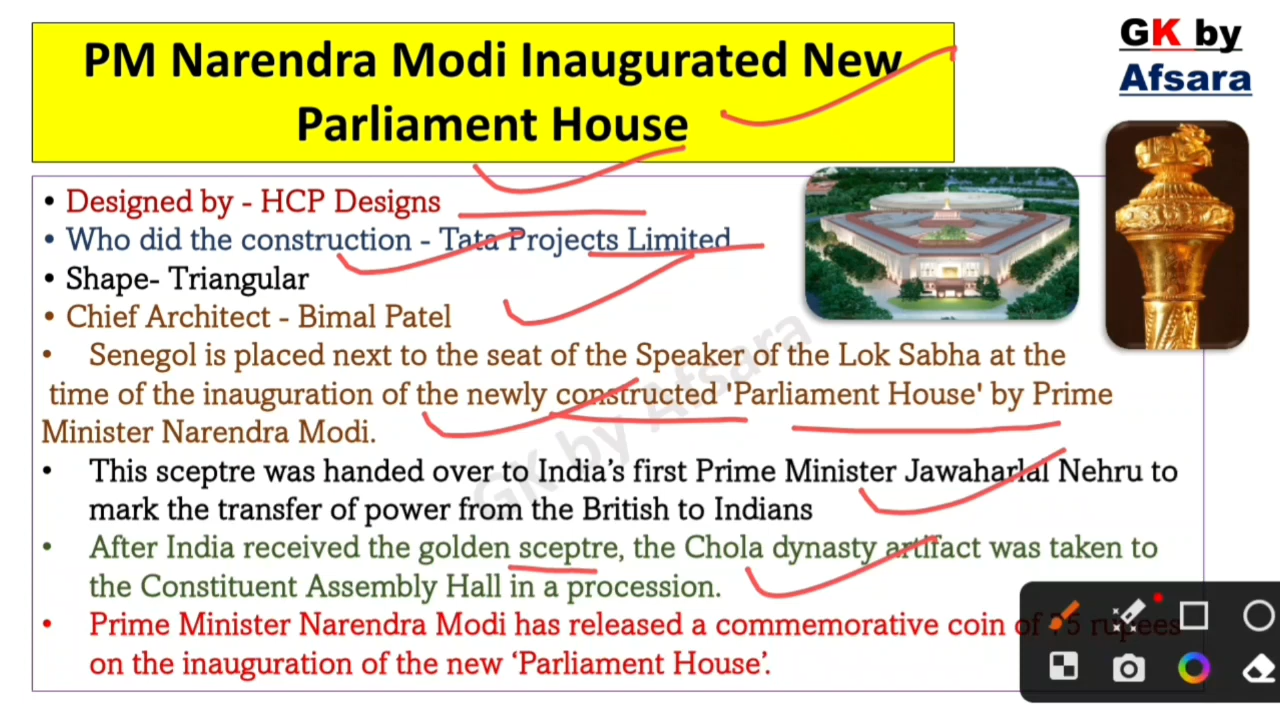 PM Narendra Modi Inaugurated New
Parliament House
GK by
Afsara
• Designed by - HCP Designs
• Who did the construction - Tata Projects Limited
• Shape- Triangular
• Chief Architect - Bimal Patel
• Senegol is placed next to the seat of the Speaker of the Lok Sabha at the
time of the inauguration of the newly constructed 'Parliament House' by Prime
Minister Narendra Modi.
• This sceptre was handed over to India's first Prime Minister Jawaharlal Nehru to
mark the transfer of power from the British to Indians
• After India received the golden sceptre, the Chola dynasty artifact was taken to
the Constituent Assembly Hall in a procession.
• Prime Minister Narendra Modi has released a commemorative coin of 75 rupees
on the inauguration of the new ‘Parliament House’.
GK by Afsara